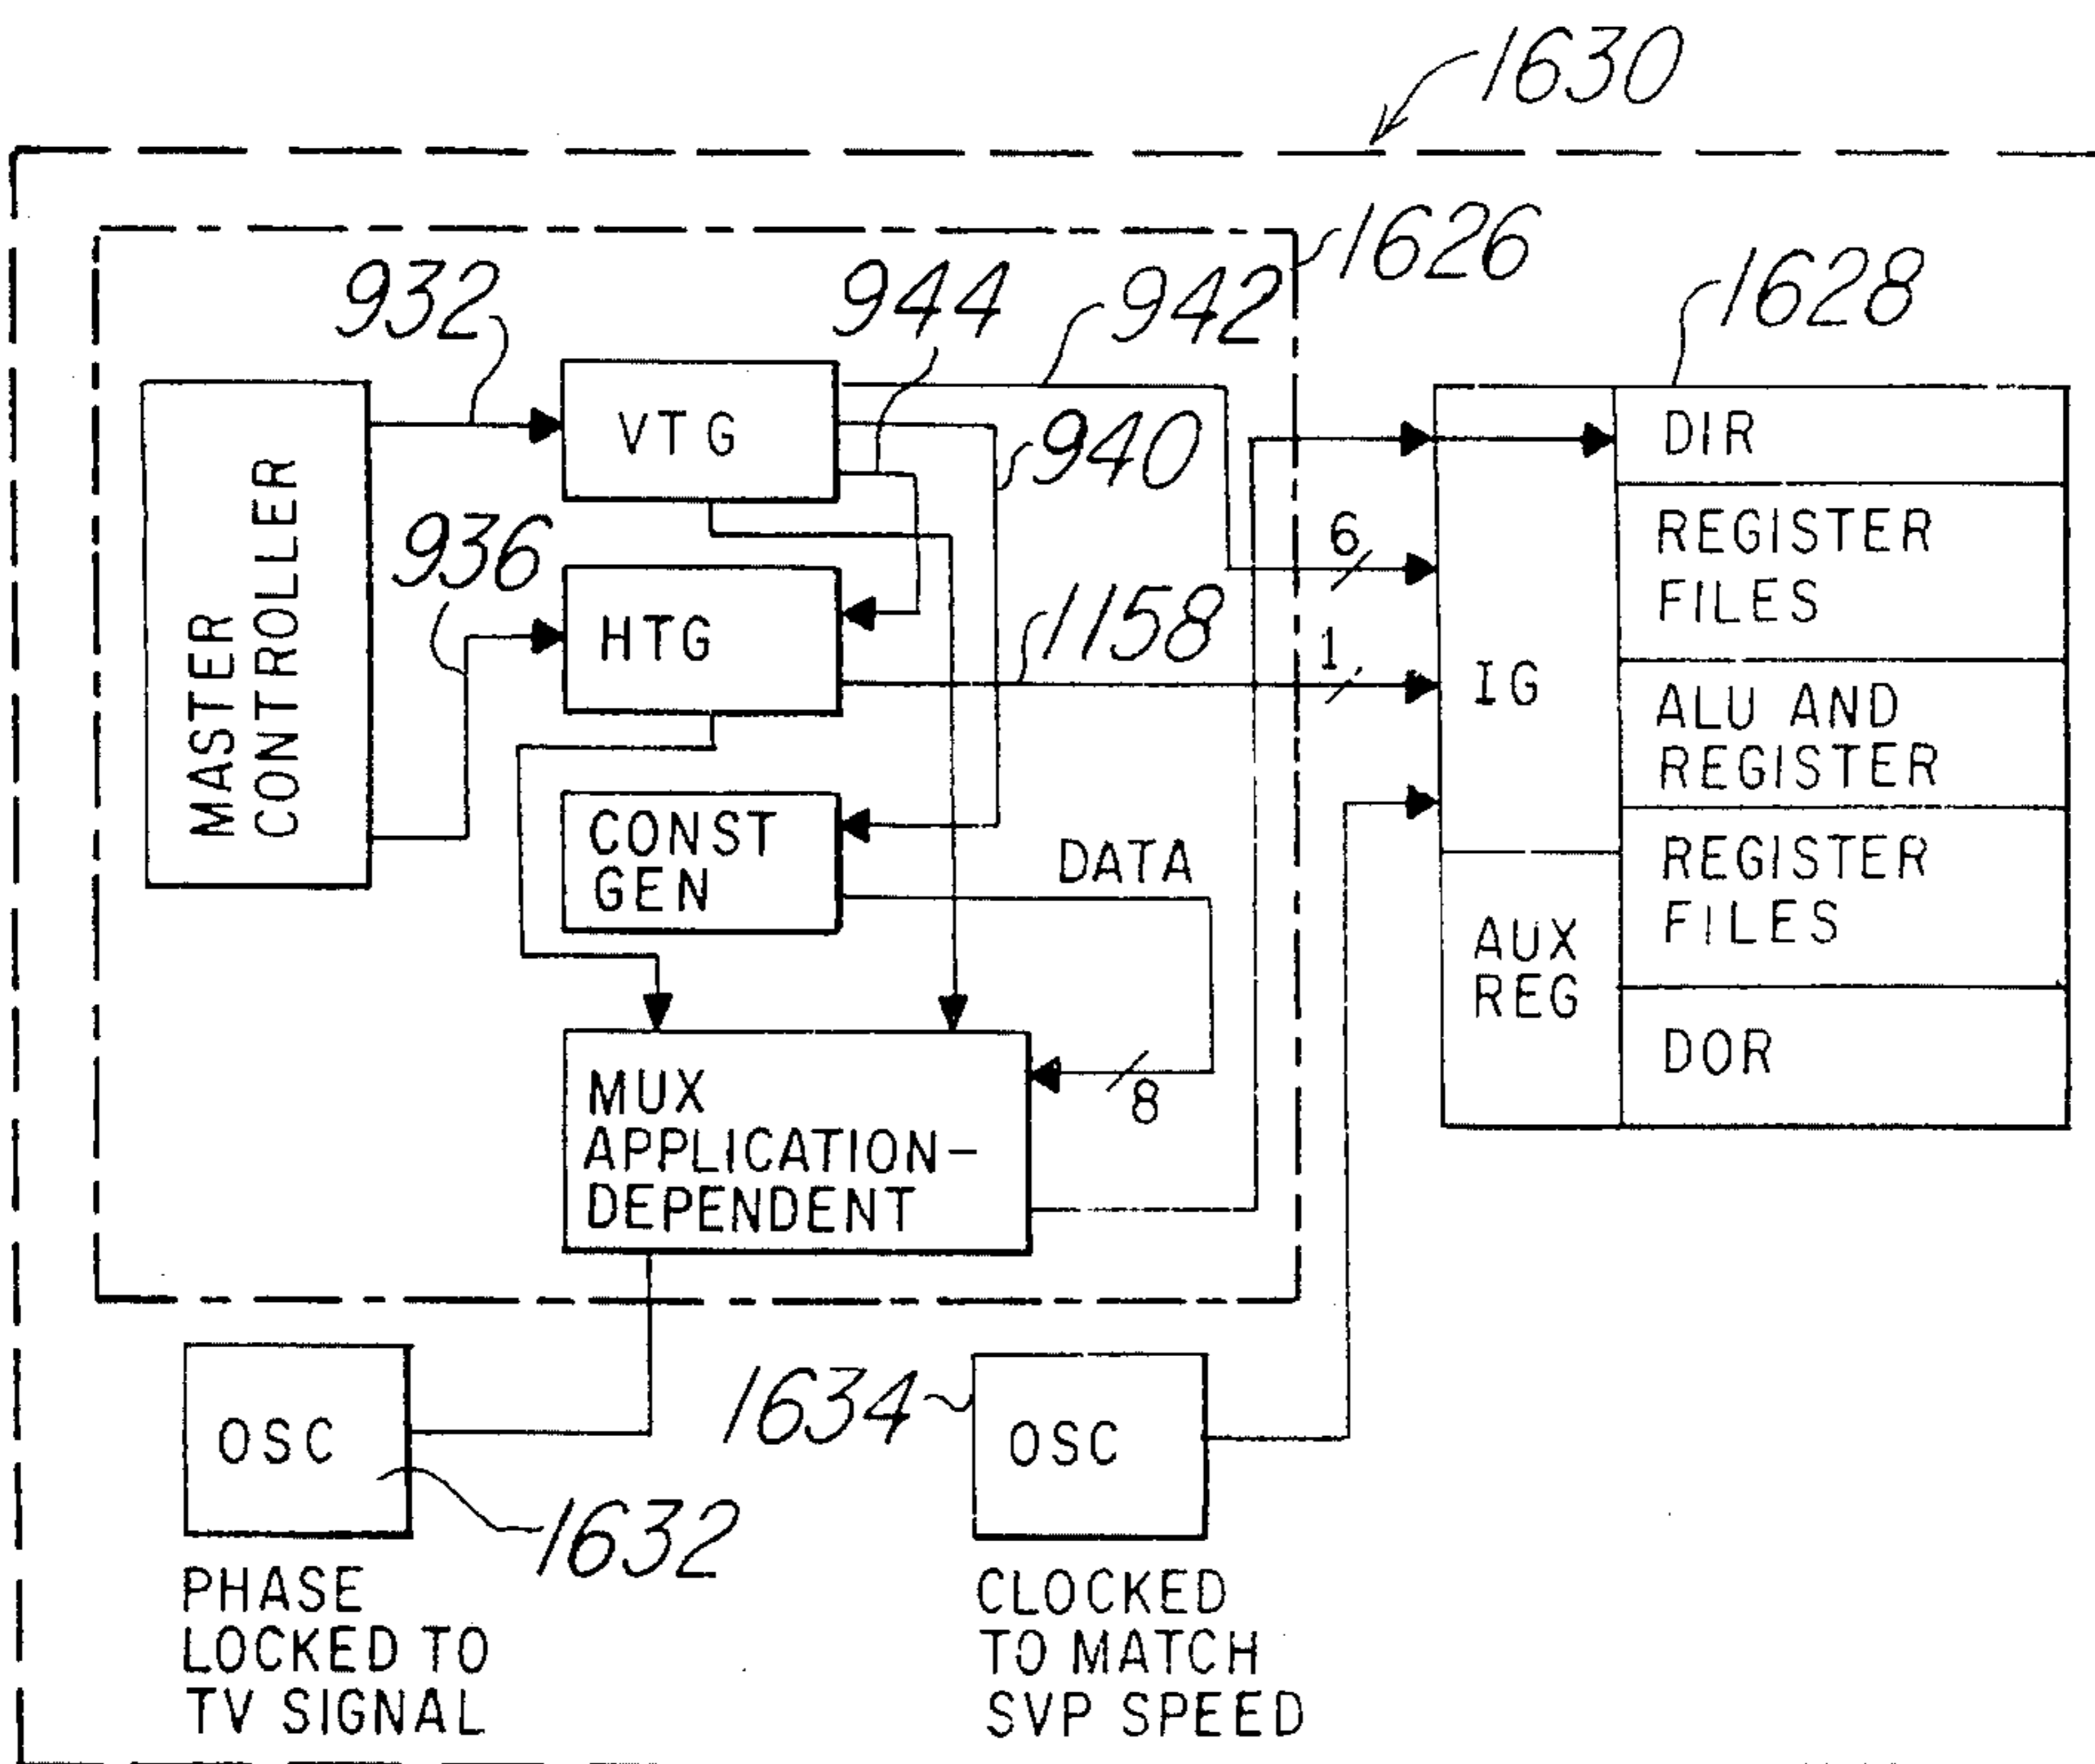 1630
1626
1628
932
944
942
940
936
1158
MASTER
CONTROLLER
VTG
HTG
CONST
GEN
DATA
8
MUX
APPLICATION-
DEPENDENT
6
1
IG
AUX
REG
DIR
REGISTER
FILES
ALU AND
REGISTER
REGISTER
FILES
DOR
OSC
1632
PHASE
LOCKED TO
TV SIGNAL
1634
OSC
CLOCKED
TO MATCH
SVP SPEED